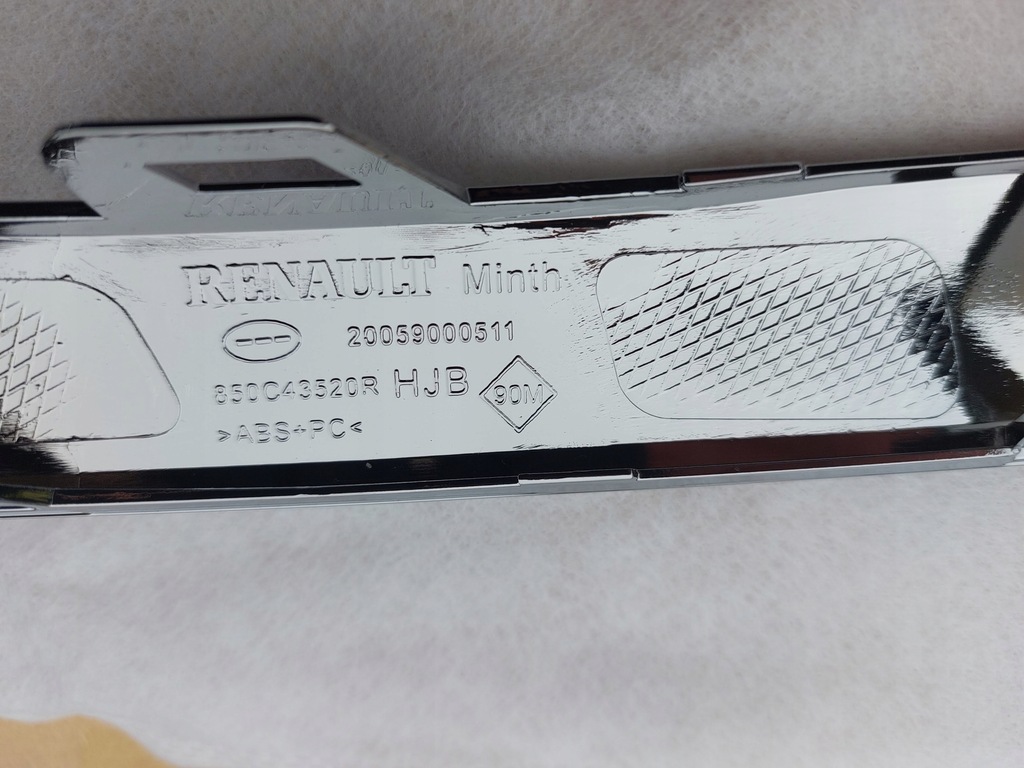 RENAULT Minth
--- 20059000511
850C43520R HJB 90M
>ABS+PC<